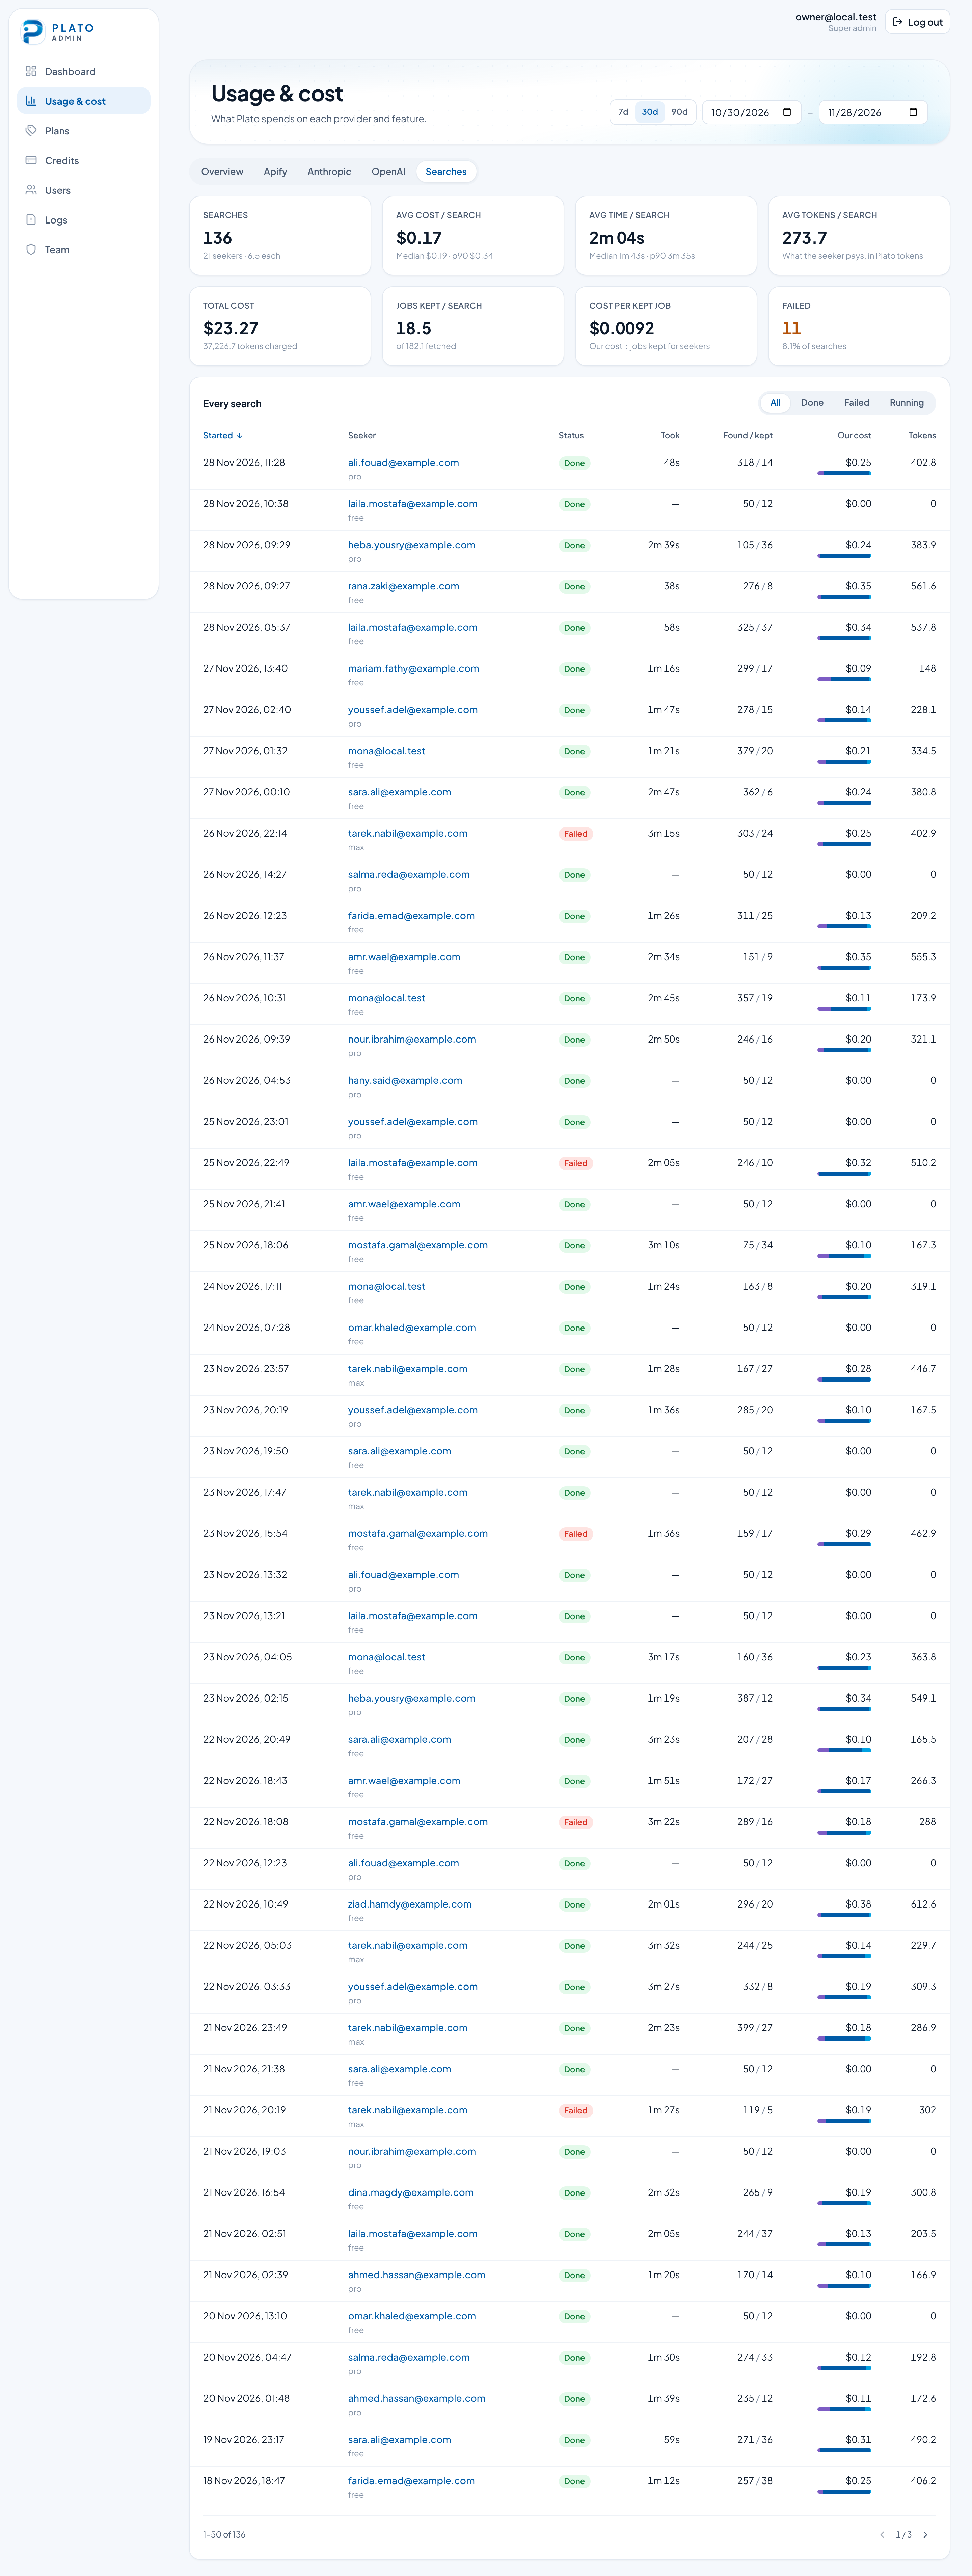 PLATO
ADMIN
Dashboard
Usage & cost
Plans
Credits
Users
Logs
Team
owner@local.test
Super admin
Log out
Usage & cost
What Plato spends on each provider and feature.
7d 30d 90d 10/30/2026 – 11/28/2026
Overview Apify Anthropic OpenAI Searches
SEARCHES
136
21 seekers · 6.5 each
AVG COST / SEARCH
$0.17
Median $0.19 · p90 $0.34
AVG TIME / SEARCH
2m 04s
Median 1m 43s · p90 3m 35s
AVG TOKENS / SEARCH
273.7
What the seeker pays, in Plato tokens
TOTAL COST
$23.27
37,226.7 tokens charged
JOBS KEPT / SEARCH
18.5
of 182.1 fetched
COST PER KEPT JOB
$0.0092
Our cost ÷ jobs kept for seekers
FAILED
11
8.1% of searches
Every search
All Done Failed Running
Started ↓ Seeker Status Took Found / kept Our cost Tokens
28 Nov 2026, 11:28 ali.fouad@example.com Done 48s 318 / 14 $0.25 402.8
pro
28 Nov 2026, 10:38 laila.mostafa@example.com Done — 50 / 12 $0.00 0
free
28 Nov 2026, 09:29 heba.yousry@example.com Done 2m 39s 105 / 36 $0.24 383.9
pro
28 Nov 2026, 09:27 rana.zaki@example.com Done 38s 276 / 8 $0.35 561.6
free
28 Nov 2026, 05:37 laila.mostafa@example.com Done 58s 325 / 37 $0.34 537.8
free
27 Nov 2026, 13:40 mariam.fathy@example.com Done 1m 16s 299 / 17 $0.09 148
free
27 Nov 2026, 02:40 youssef.adel@example.com Done 1m 47s 278 / 15 $0.14 228.1
pro
27 Nov 2026, 01:32 mona@local.test Done 1m 21s 379 / 20 $0.21 334.5
free
27 Nov 2026, 00:10 sara.ali@example.com Done 2m 47s 362 / 6 $0.24 380.8
free
26 Nov 2026, 22:14 tarek.nabil@example.com Failed 3m 15s 303 / 24 $0.25 402.9
max
26 Nov 2026, 14:27 salma.reda@example.com Done — 50 / 12 $0.00 0
pro
26 Nov 2026, 12:23 farida.emad@example.com Done 1m 26s 311 / 25 $0.13 209.2
free
26 Nov 2026, 11:37 amr.wael@example.com Done 2m 34s 151 / 9 $0.35 555.3
free
26 Nov 2026, 10:31 mona@local.test Done 2m 45s 357 / 19 $0.11 173.9
free
26 Nov 2026, 09:39 nour.ibrahim@example.com Done 2m 50s 246 / 16 $0.20 321.1
pro
26 Nov 2026, 04:53 hany.said@example.com Done — 50 / 12 $0.00 0
pro
25 Nov 2026, 23:01 youssef.adel@example.com Done — 50 / 12 $0.00 0
pro
25 Nov 2026, 22:49 laila.mostafa@example.com Failed 2m 05s 246 / 10 $0.32 510.2
free
25 Nov 2026, 21:41 amr.wael@example.com Done — 50 / 12 $0.00 0
free
25 Nov 2026, 18:06 mostafa.gamal@example.com Done 3m 10s 75 / 34 $0.10 167.3
free
24 Nov 2026, 17:11 mona@local.test Done 1m 24s 163 / 8 $0.20 319.1
free
24 Nov 2026, 07:28 omar.khaled@example.com Done — 50 / 12 $0.00 0
free
23 Nov 2026, 23:57 tarek.nabil@example.com Done 1m 28s 167 / 27 $0.28 446.7
max
23 Nov 2026, 20:19 youssef.adel@example.com Done 1m 36s 285 / 20 $0.10 167.5
pro
23 Nov 2026, 19:50 sara.ali@example.com Done — 50 / 12 $0.00 0
free
23 Nov 2026, 17:47 tarek.nabil@example.com Done — 50 / 12 $0.00 0
max
23 Nov 2026, 15:54 mostafa.gamal@example.com Failed 1m 36s 159 / 17 $0.29 462.9
free
23 Nov 2026, 13:32 ali.fouad@example.com Done — 50 / 12 $0.00 0
pro
23 Nov 2026, 13:21 laila.mostafa@example.com Done — 50 / 12 $0.00 0
free
23 Nov 2026, 04:05 mona@local.test Done 3m 17s 160 / 36 $0.23 363.8
free
23 Nov 2026, 02:15 heba.yousry@example.com Done 1m 19s 387 / 12 $0.34 549.1
pro
22 Nov 2026, 20:49 sara.ali@example.com Done 3m 23s 207 / 28 $0.10 165.5
free
22 Nov 2026, 18:43 amr.wael@example.com Done 1m 51s 172 / 27 $0.17 266.3
free
22 Nov 2026, 18:08 mostafa.gamal@example.com Failed 3m 22s 289 / 16 $0.18 288
free
22 Nov 2026, 12:23 ali.fouad@example.com Done — 50 / 12 $0.00 0
pro
22 Nov 2026, 10:49 ziad.hamdy@example.com Done 2m 01s 296 / 20 $0.38 612.6
free
22 Nov 2026, 05:03 tarek.nabil@example.com Done 3m 32s 244 / 25 $0.14 229.7
max
22 Nov 2026, 03:33 youssef.adel@example.com Done 3m 27s 332 / 8 $0.19 309.3
pro
21 Nov 2026, 23:49 tarek.nabil@example.com Done 2m 23s 399 / 27 $0.18 286.9
max
21 Nov 2026, 21:38 sara.ali@example.com Done — 50 / 12 $0.00 0
free
21 Nov 2026, 20:19 tarek.nabil@example.com Failed 1m 27s 119 / 5 $0.19 302
max
21 Nov 2026, 19:03 nour.ibrahim@example.com Done — 50 / 12 $0.00 0
pro
21 Nov 2026, 16:54 dina.magdy@example.com Done 2m 32s 265 / 9 $0.19 300.8
free
21 Nov 2026, 02:51 laila.mostafa@example.com Done 2m 05s 244 / 37 $0.13 203.5
free
21 Nov 2026, 02:39 ahmed.hassan@example.com Done 1m 20s 170 / 14 $0.10 166.9
pro
20 Nov 2026, 13:10 omar.khaled@example.com Done — 50 / 12 $0.00 0
free
20 Nov 2026, 04:47 salma.reda@example.com Done 1m 30s 274 / 33 $0.12 192.8
pro
20 Nov 2026, 01:48 ahmed.hassan@example.com Done 1m 39s 235 / 12 $0.11 172.6
pro
19 Nov 2026, 23:17 sara.ali@example.com Done 59s 271 / 36 $0.31 490.2
free
18 Nov 2026, 18:47 farida.emad@example.com Done 1m 12s 257 / 38 $0.25 406.2
free
1–50 of 136 1 / 3